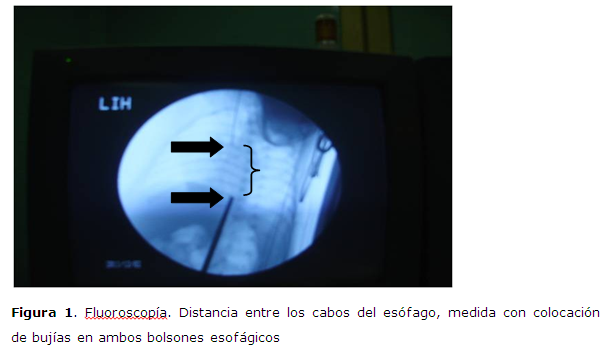 LIH
Figura 1. Fluoroscopía. Distancia entre los cabos del esófago, medida con colocación
de bujías en ambos bolsones esofágicos